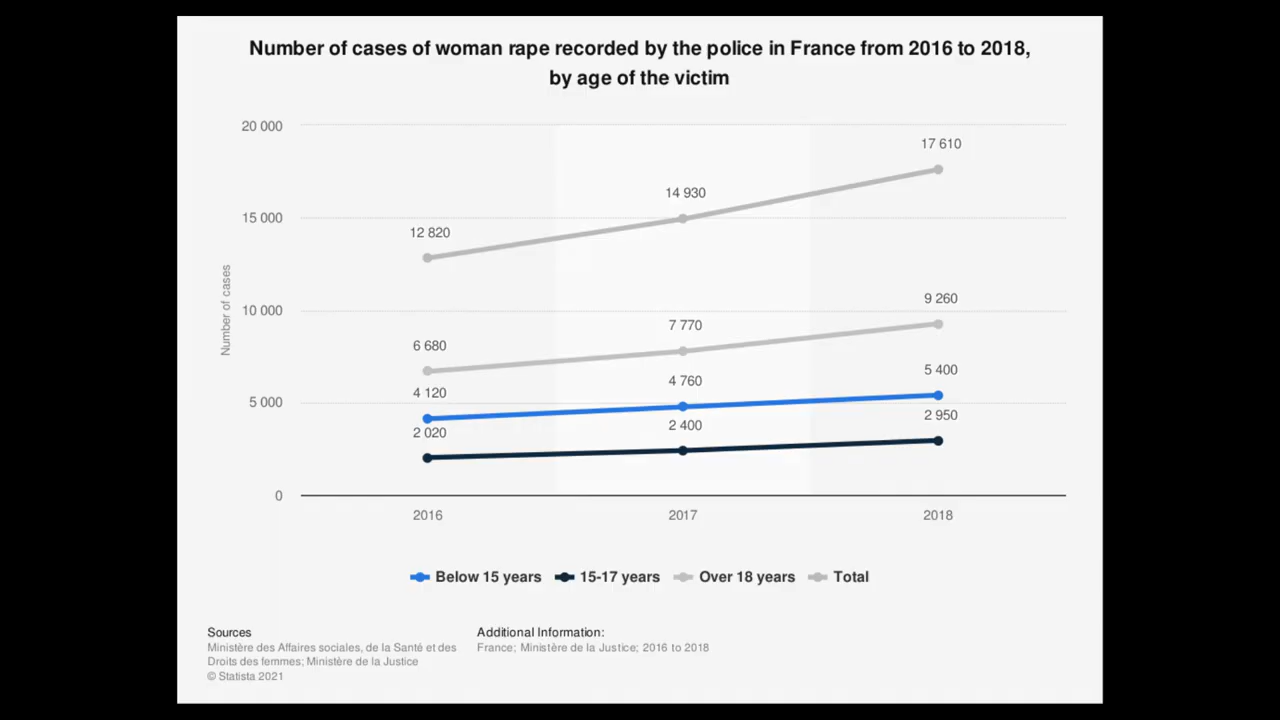 Number of cases of woman rape recorded by the police in France from 2016 to 2018,
by age of the victim
Number of cases
20 000
15 000
10 000
5 000
0
12 820
14 930
17 610
6 680
7 770
9 260
4 120
4 760
5 400
2 020
2 400
2 950
2016
2017
2018
Below 15 years
15-17 years
Over 18 years
Total
Sources
Ministère des Affaires sociales, de la Santé et des
Droits des femmes; Ministère de la Justice
© Statista 2021
Additional Information:
France; Ministère de la Justice; 2016 to 2018